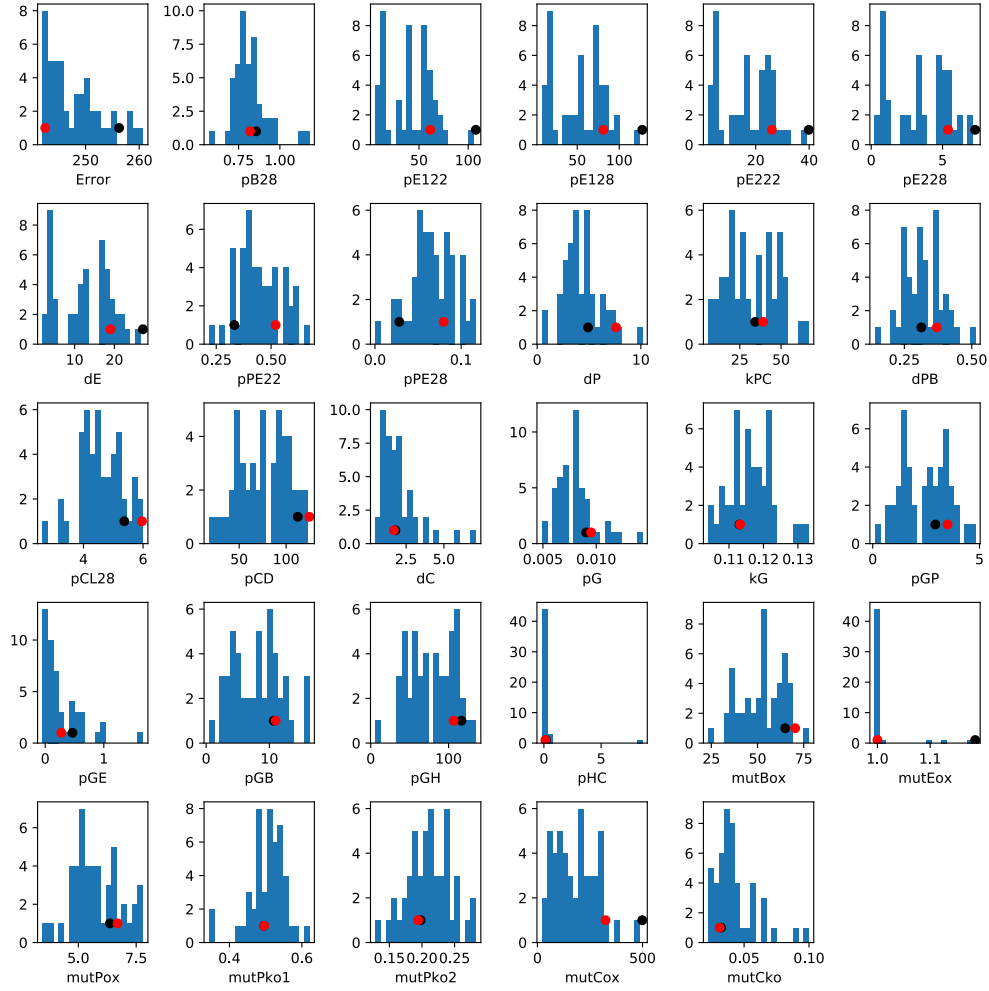 8 6 4 2 0 250 260 Error
10.0 7.5 5.0 2.5 0.0 0.75 1.00 pB28
8 6 4 2 0 0 50 100 pE122
8 6 4 2 0 50 100 pE128
8 6 4 2 0 20 40 pE222
8 6 4 2 0 0 5 pE228
8 6 4 2 0 10 20 dE
6 4 2 0 0.25 0.50 pPE22
6 4 2 0 0.0 0.1 pPE28
8 6 4 2 0 0 5 10 dP
6 4 2 0 25 50 kPC
8 6 4 2 0 0.25 0.50 dPB
6 4 2 0 4 6 pCL28
4 2 0 50 100 pCD
10.0 7.5 5.0 2.5 0.0 2.5 5.0 dC
10 5 0 0.005 0.010 pG
6 4 2 0 0.11 0.12 0.13 kG
6 4 2 0 0 5 pGP
10 5 0 0 1 pGE
6 4 2 0 0 10 pGB
6 4 2 0 0 50 100 pGH
40 30 20 10 0 0 5 pHC
8 6 4 2 0 25 50 75 mutBox
40 30 20 10 0 1.0 1.1 mutEox
6 4 2 0 5.0 7.5 mutPox
8 6 4 2 0 0.4 0.6 mutPko1
6 4 2 0 0.15 0.20 0.25 mutPko2
6 4 2 0 0 500 mutCox
8 6 4 2 0 0.05 0.10 mutCko